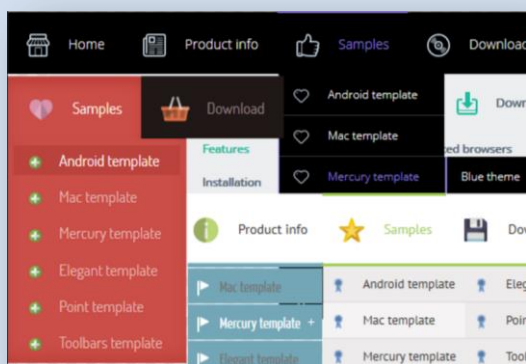 Home Product info Samples Download
Samples Download
Android template
Features
Mac template
Installation
Mercury template
Blue theme
Android template
Mac template
Mercury template
Elegant template
Point template
Toolbars template
Product info Samples
Mac template
Mercury template +
Elegant template
Android template
Mac template
Mercury template